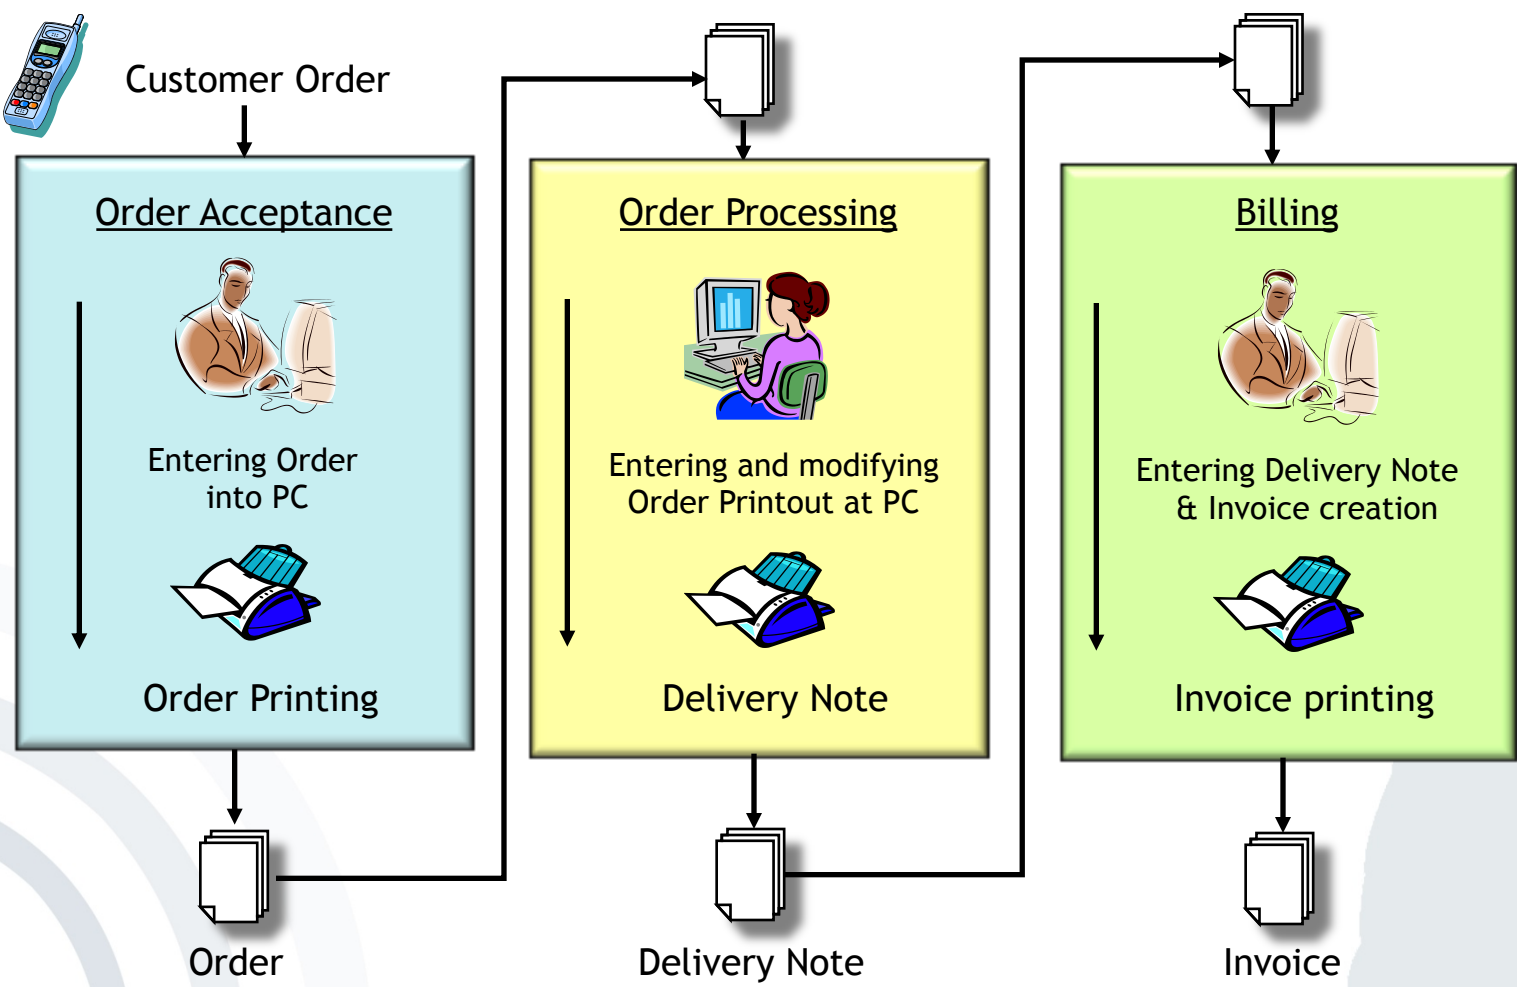 Customer Order
Order Acceptance
Entering Order
into PC
Order Printing
Order
Order Processing
Entering and modifying
Order Printout at PC
Delivery Note
Delivery Note
Billing
Entering Delivery Note
& Invoice creation
Invoice printing
Invoice